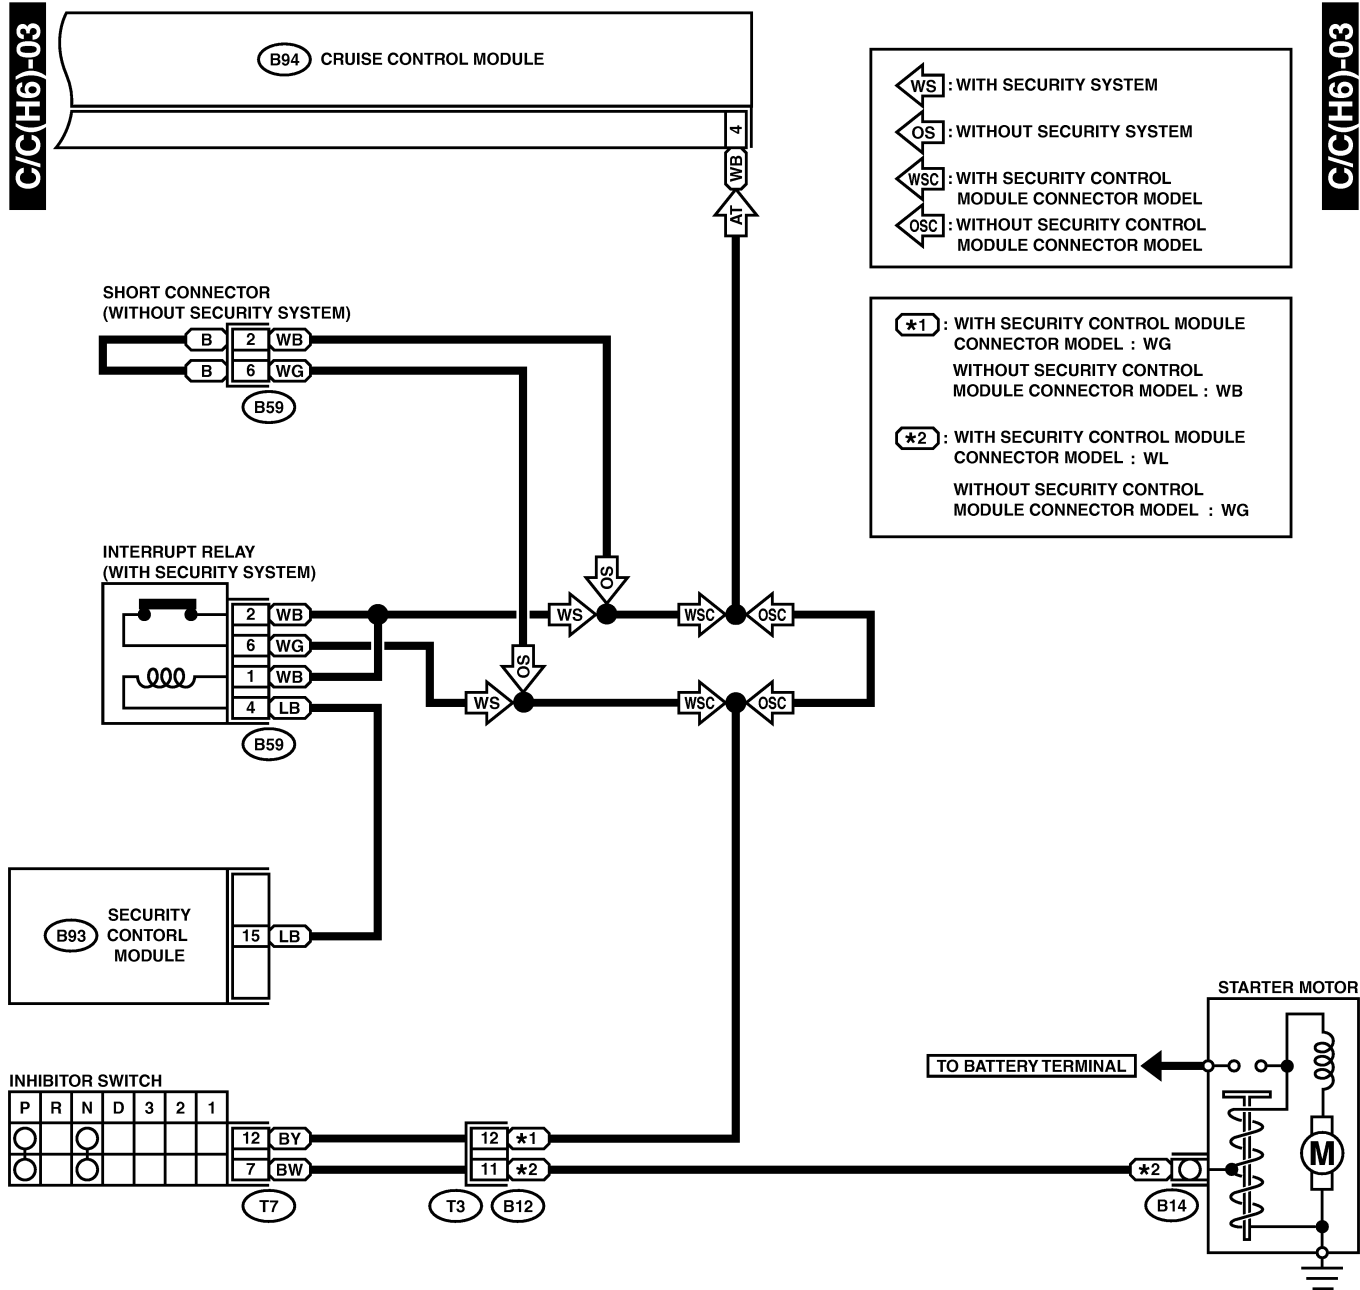 C/C(H6)-03
C/C(H6)-03
B94 CRUISE CONTROL MODULE
4
WB
AT
WS : WITH SECURITY SYSTEM
OS : WITHOUT SECURITY SYSTEM
WSC : WITH SECURITY CONTROL
MODULE CONNECTOR MODEL
OSC : WITHOUT SECURITY CONTROL
MODULE CONNECTOR MODEL
*1 : WITH SECURITY CONTROL MODULE
CONNECTOR MODEL : WG
WITHOUT SECURITY CONTROL
MODULE CONNECTOR MODEL : WB
*2 : WITH SECURITY CONTROL MODULE
CONNECTOR MODEL : WL
WITHOUT SECURITY CONTROL
MODULE CONNECTOR MODEL : WG
SHORT CONNECTOR
(WITHOUT SECURITY SYSTEM)
B 2 WB
B 6 WG
B59
INTERRUPT RELAY
(WITH SECURITY SYSTEM)
OS
2 WB WS WSC OSC
6 WG
OS
1 WB
4 LB WS WSC OSC
B59
SECURITY
B93 CONTORL 15 LB
MODULE
STARTER MOTOR
TO BATTERY TERMINAL
INHIBITOR SWITCH
P R N D 3 2 1
12 BY 12 *1
7 BW 11 *2 *2
M
T7 T3 B12 B14